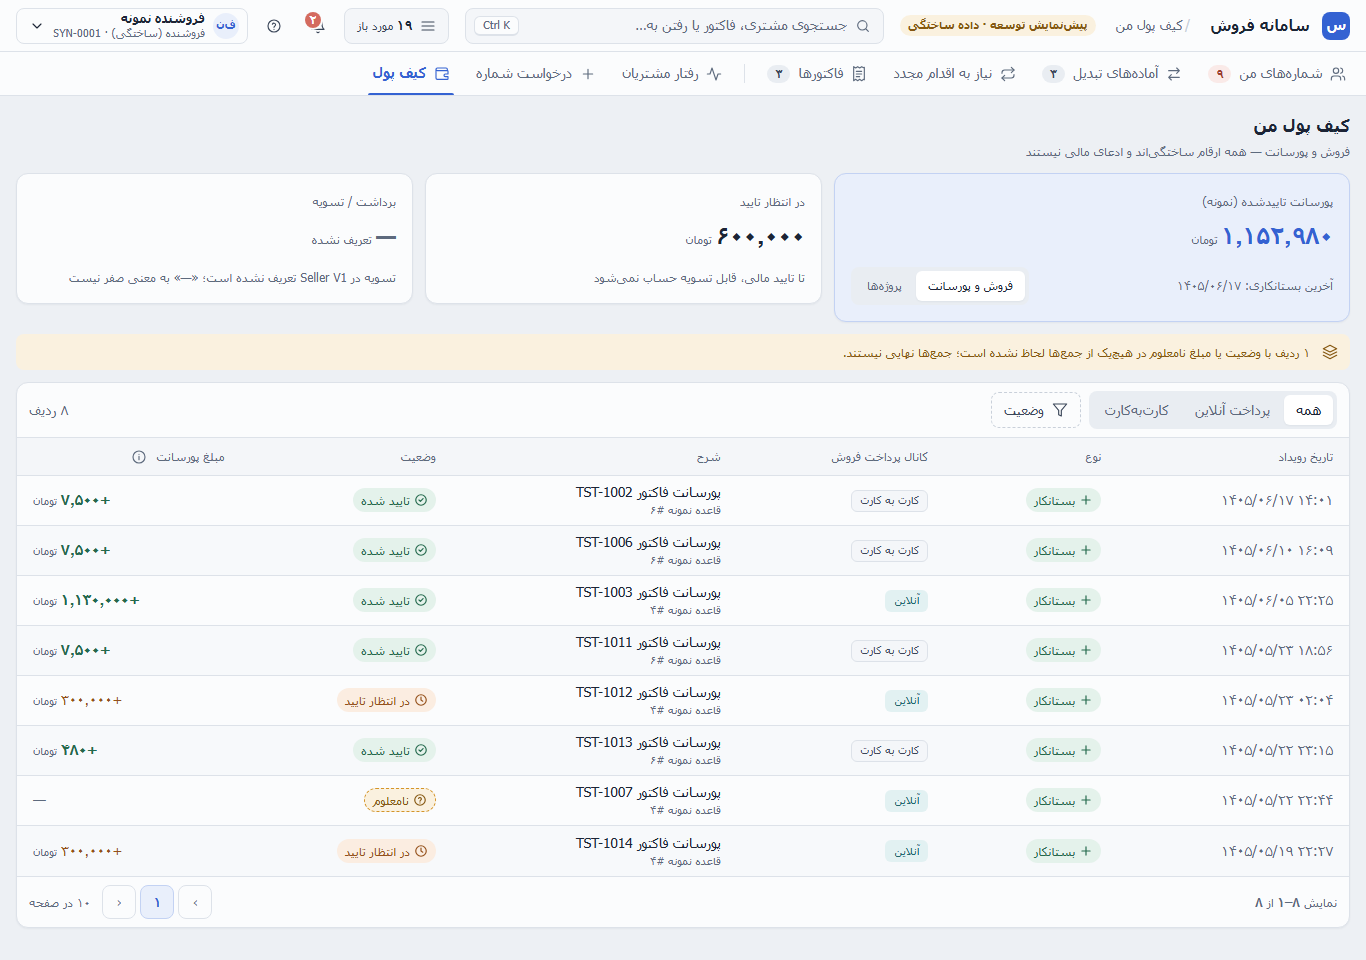 س
سامانه فروش
/ کیف پول من
پیش‌نمایش توسعه · داده ساختگی
جستجوی مشتری، فاکتور یا رفتن به...
Ctrl K
۱۹ مورد باز
۲
ف‌ن
فروشنده نمونه
فروشنده (ساختگی) · SYN-0001
شماره‌های من ۹
آماده‌های تبدیل ۳
نیاز به اقدام مجدد
فاکتورها ۳
رفتار مشتریان
درخواست شماره
کیف پول
کیف پول من
فروش و پورسانت — همه ارقام ساختگی‌اند و ادعای مالی نیستند
پورسانت تاییدشده (نمونه)
۱,۱۵۲,۹۸۰ تومان
آخرین بستانکاری: ۱۴۰۵/۰۶/۱۷
فروش و پورسانت
پروژه‌ها
در انتظار تایید
۶۰۰,۰۰۰ تومان
تا تایید مالی، قابل تسویه حساب نمی‌شود
برداشت / تسویه
— تعریف نشده
تسویه در Seller V1 تعریف نشده است؛ «—» به معنی صفر نیست
۱ ردیف با وضعیت یا مبلغ نامعلوم در هیچ‌یک از جمع‌ها لحاظ نشده است؛ جمع‌ها نهایی نیستند.
همه
پرداخت آنلاین
کارت‌به‌کارت
وضعیت
۸ ردیف
تاریخ رویداد
نوع
کانال پرداخت فروش
شرح
وضعیت
مبلغ پورسانت
۱۴۰۵/۰۶/۱۷ ۱۴:۰۱
بستانکار
کارت به کارت
پورسانت فاکتور TST-1002
قاعده نمونه #۶
تایید شده
+۷,۵۰۰ تومان
۱۴۰۵/۰۶/۱۰ ۱۶:۰۹
بستانکار
کارت به کارت
پورسانت فاکتور TST-1006
قاعده نمونه #۶
تایید شده
+۷,۵۰۰ تومان
۱۴۰۵/۰۶/۰۵ ۲۲:۲۵
بستانکار
آنلاین
پورسانت فاکتور TST-1003
قاعده نمونه #۴
تایید شده
+۱,۱۳۰,۰۰۰ تومان
۱۴۰۵/۰۵/۲۳ ۱۸:۵۶
بستانکار
کارت به کارت
پورسانت فاکتور TST-1011
قاعده نمونه #۶
تایید شده
+۷,۵۰۰ تومان
۱۴۰۵/۰۵/۲۳ ۰۲:۰۴
بستانکار
آنلاین
پورسانت فاکتور TST-1012
قاعده نمونه #۴
در انتظار تایید
+۳۰۰,۰۰۰ تومان
۱۴۰۵/۰۵/۲۲ ۲۳:۱۵
بستانکار
کارت به کارت
پورسانت فاکتور TST-1013
قاعده نمونه #۶
تایید شده
+۴۸۰ تومان
۱۴۰۵/۰۵/۲۲ ۲۲:۴۴
بستانکار
آنلاین
پورسانت فاکتور TST-1007
قاعده نمونه #۴
نامعلوم
—
۱۴۰۵/۰۵/۱۹ ۲۲:۲۷
بستانکار
آنلاین
پورسانت فاکتور TST-1014
قاعده نمونه #۴
در انتظار تایید
+۳۰۰,۰۰۰ تومان
نمایش ۱–۸ از ۸
‹ ۱ ›
۱۰ در صفحه